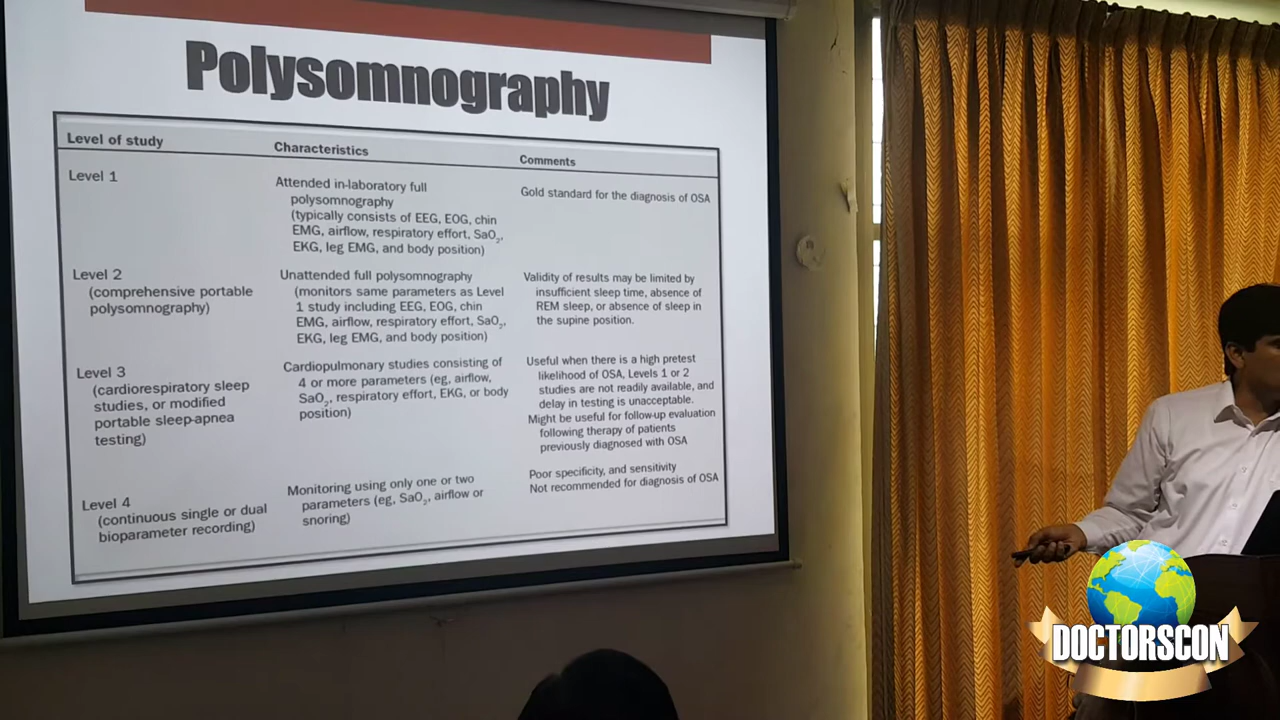 Polysomnography
Level of study
Characteristics
Comments
Level 1
Attended in-laboratory full
polysomnography
(typically consists of EEG, EOG, chin
EMG, airflow, respiratory effort, SaO2,
EKG, leg EMG, and body position)
Gold standard for the diagnosis of OSA
Level 2
(comprehensive portable
polysomnography)
Unattended full polysomnography
(monitors same parameters as Level
1 study including EEG, EOG, chin
EMG, airflow, respiratory effort, SaO2,
EKG, leg EMG, and body position)
Validity of results may be limited by
insufficient sleep time, absence of
REM sleep, or absence of sleep in
the supine position.
Level 3
(cardiorespiratory sleep
studies, or modified
portable sleep-apnea
testing)
Cardiopulmonary studies consisting of
4 or more parameters (eg, airflow,
SaO2, respiratory effort, EKG, or body
position)
Useful when there is a high pretest
likelihood of OSA, Levels 1 or 2
studies are not readily available, and
delay in testing is unacceptable.
Might be useful for follow-up evaluation
following therapy of patients
previously diagnosed with OSA
Level 4
(continuous single or dual
bioparameter recording)
Monitoring using only one or two
parameters (eg, SaO2, airflow or
snoring)
Poor specificity, and sensitivity
Not recommended for diagnosis of OSA
DOCTORSCON